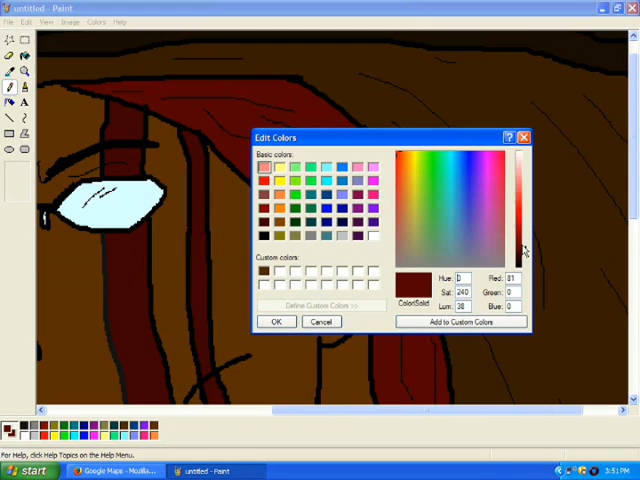 untitled - Paint
File Edit View Image Colors Help
Edit Colors
Basic colors:
Custom colors:
Define Custom Colors >>
OK Cancel
Color|Solid
Hue: 0 Red: 81
Sat: 240 Green: 0
Lum: 38 Blue: 0
Add to Custom Colors
For Help, click Help Topics on the Help Menu.
start Google Maps - Mozilla... untitled - Paint 3:51 PM